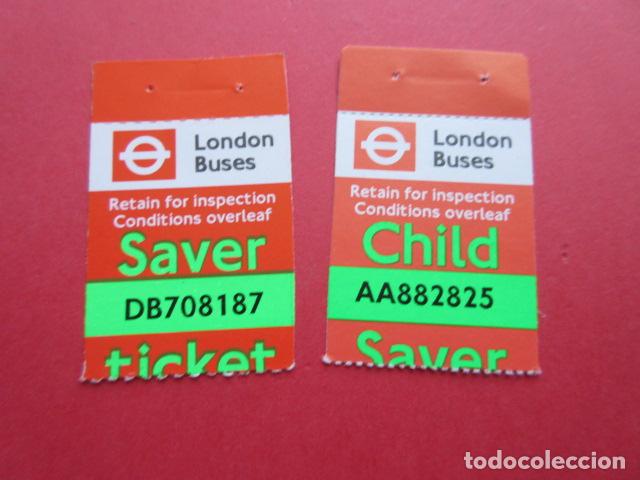 London
Buses
Retain for inspection
Conditions overleaf
Saver
DB708187
ticket
London
Buses
Retain for inspection
Conditions overleaf
Child
AA882825
Saver
todocoleccion.net